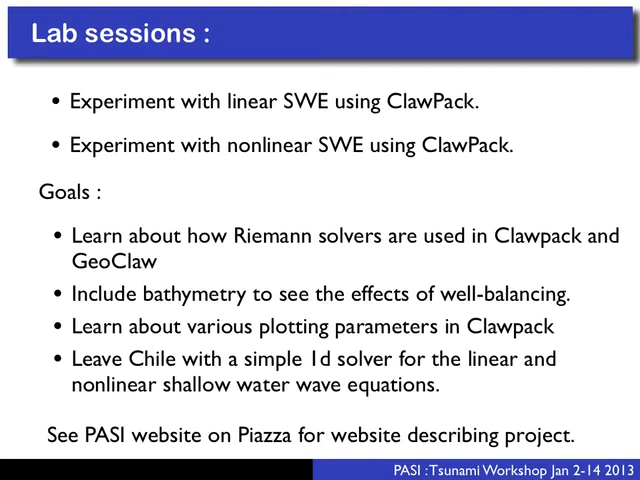 Lab sessions :
• Experiment with linear SWE using ClawPack.
• Experiment with nonlinear SWE using ClawPack.
Goals :
• Learn about how Riemann solvers are used in Clawpack and
GeoClaw
• Include bathymetry to see the effects of well-balancing.
• Learn about various plotting parameters in Clawpack
• Leave Chile with a simple 1d solver for the linear and
nonlinear shallow water wave equations.
See PASI website on Piazza for website describing project.
PASI : Tsunami Workshop Jan 2-14 2013